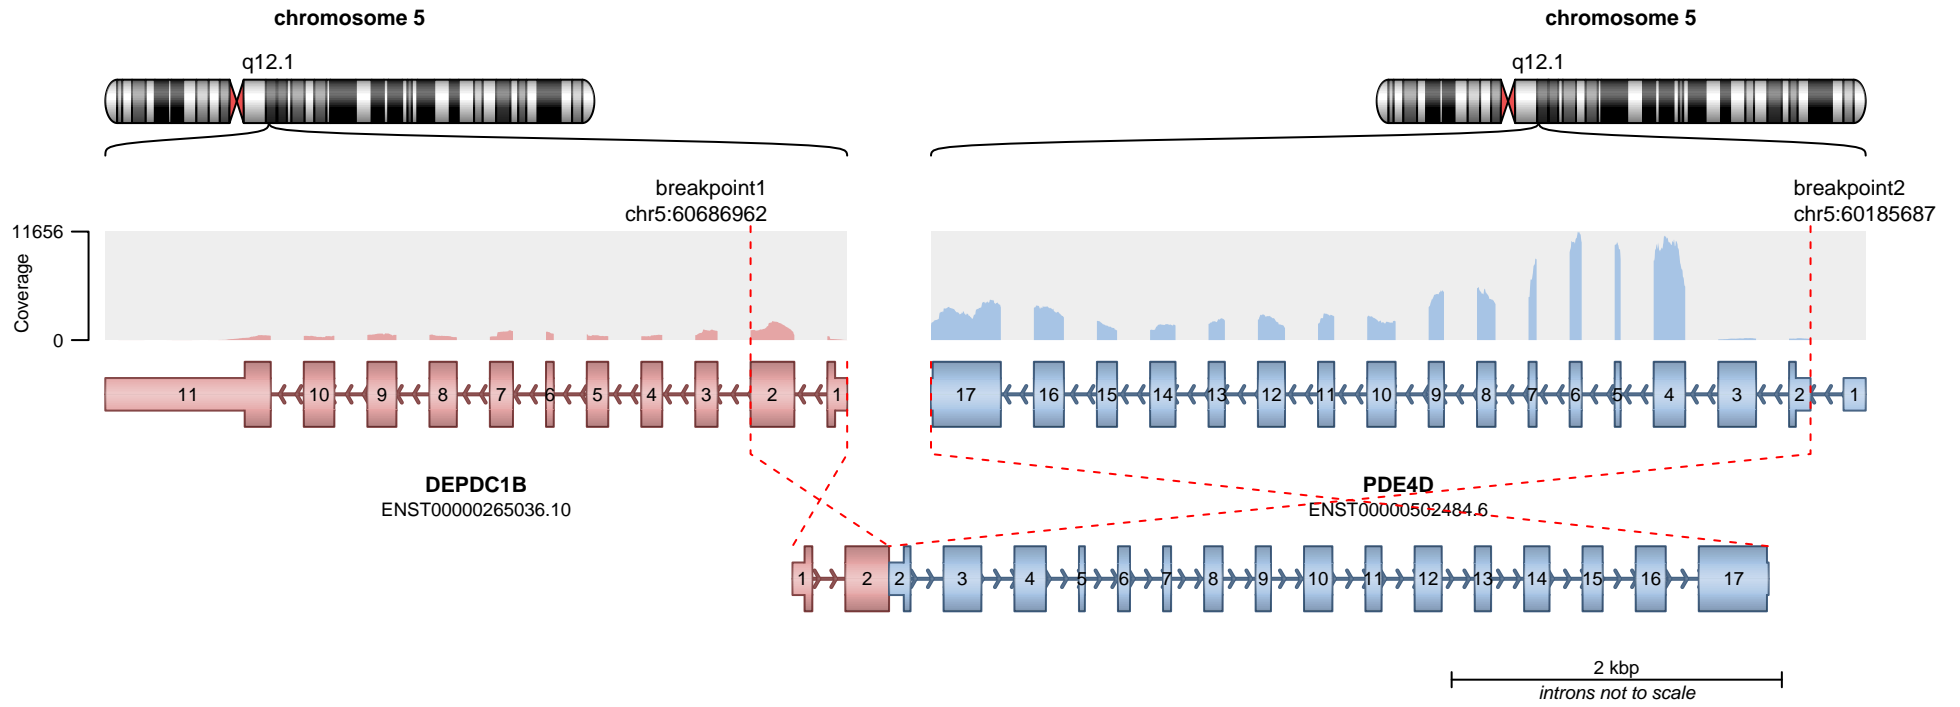 chromosome 5
chromosome 5
q12.1
q12.1
breakpoint1
chr5:60686962
breakpoint2
chr5:60185687
11656
Coverage
0
11 10 9 8 7 6 5 4 3 2 1
17 16 15 14 13 12 11 10 9 8 7 6 5 4 3 2 1
DEPDC1B
ENST00000265036.10
PDE4D
ENST00000502484.6
1 2 2 3 4 5 6 7 8 9 10 11 12 13 14 15 16 17
2 kbp
introns not to scale